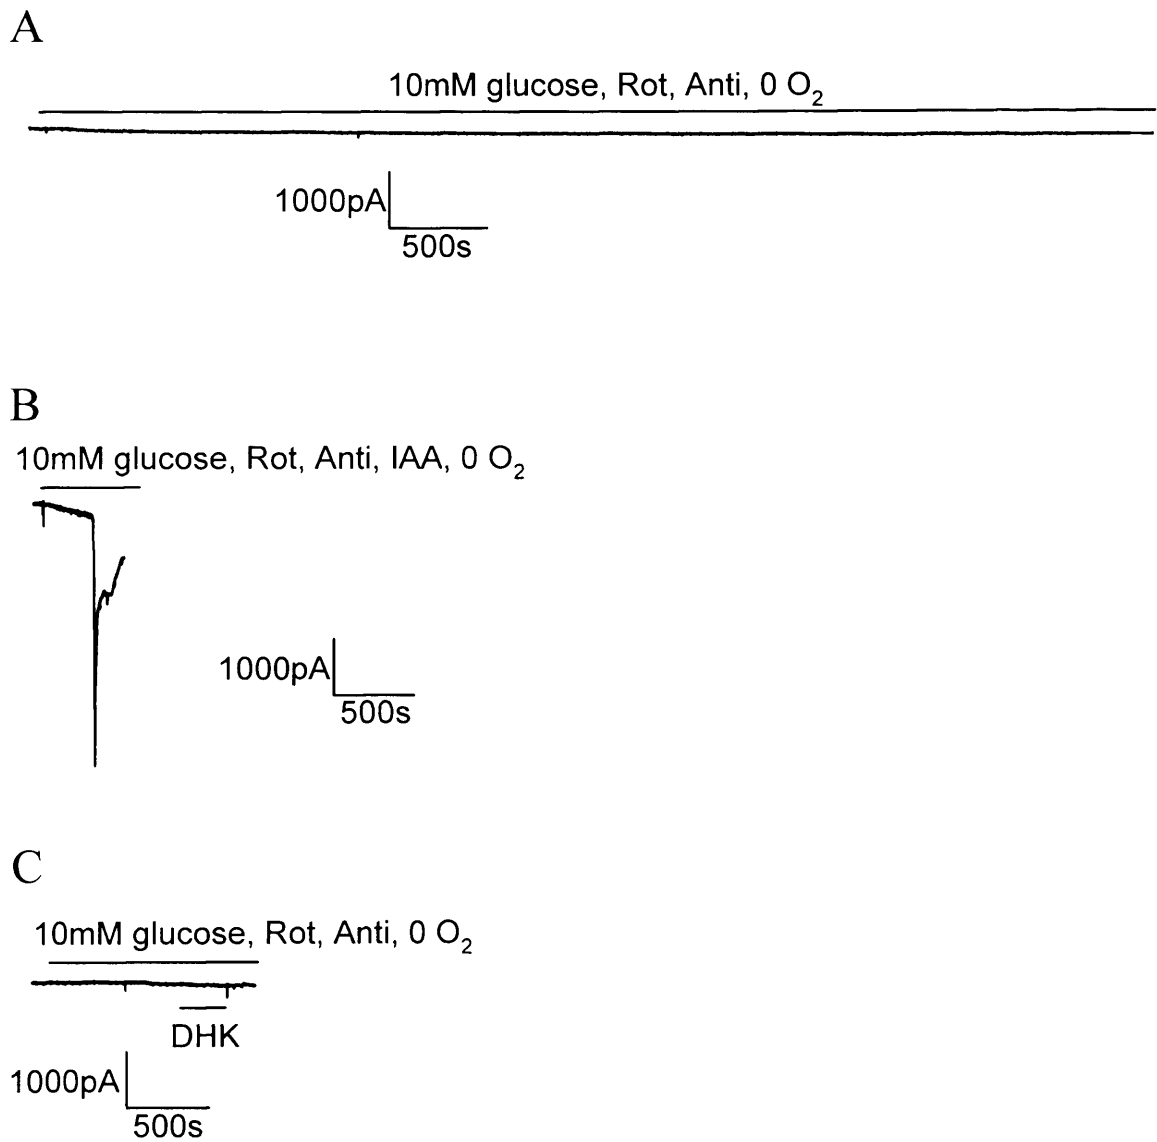 A
10mM glucose, Rot, Anti, 0 O₂
1000pA
500s
B
10mM glucose, Rot, Anti, IAA, 0 O₂
1000pA
500s
C
10mM glucose, Rot, Anti, 0 O₂
DHK
1000pA
500s